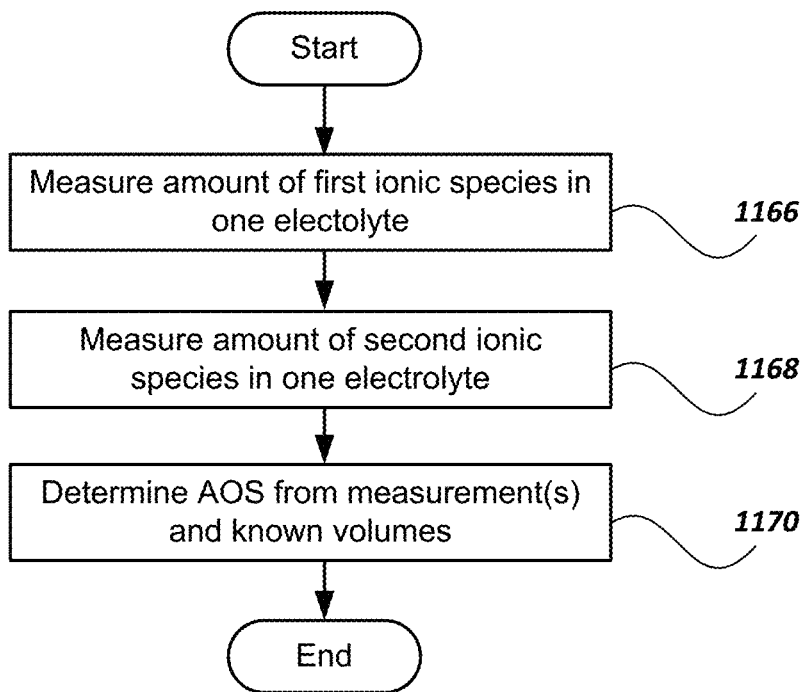 Start
Measure amount of first ionic species in
one electolyte
1166
Measure amount of second ionic
species in one electrolyte
1168
Determine AOS from measurement(s)
and known volumes
1170
End